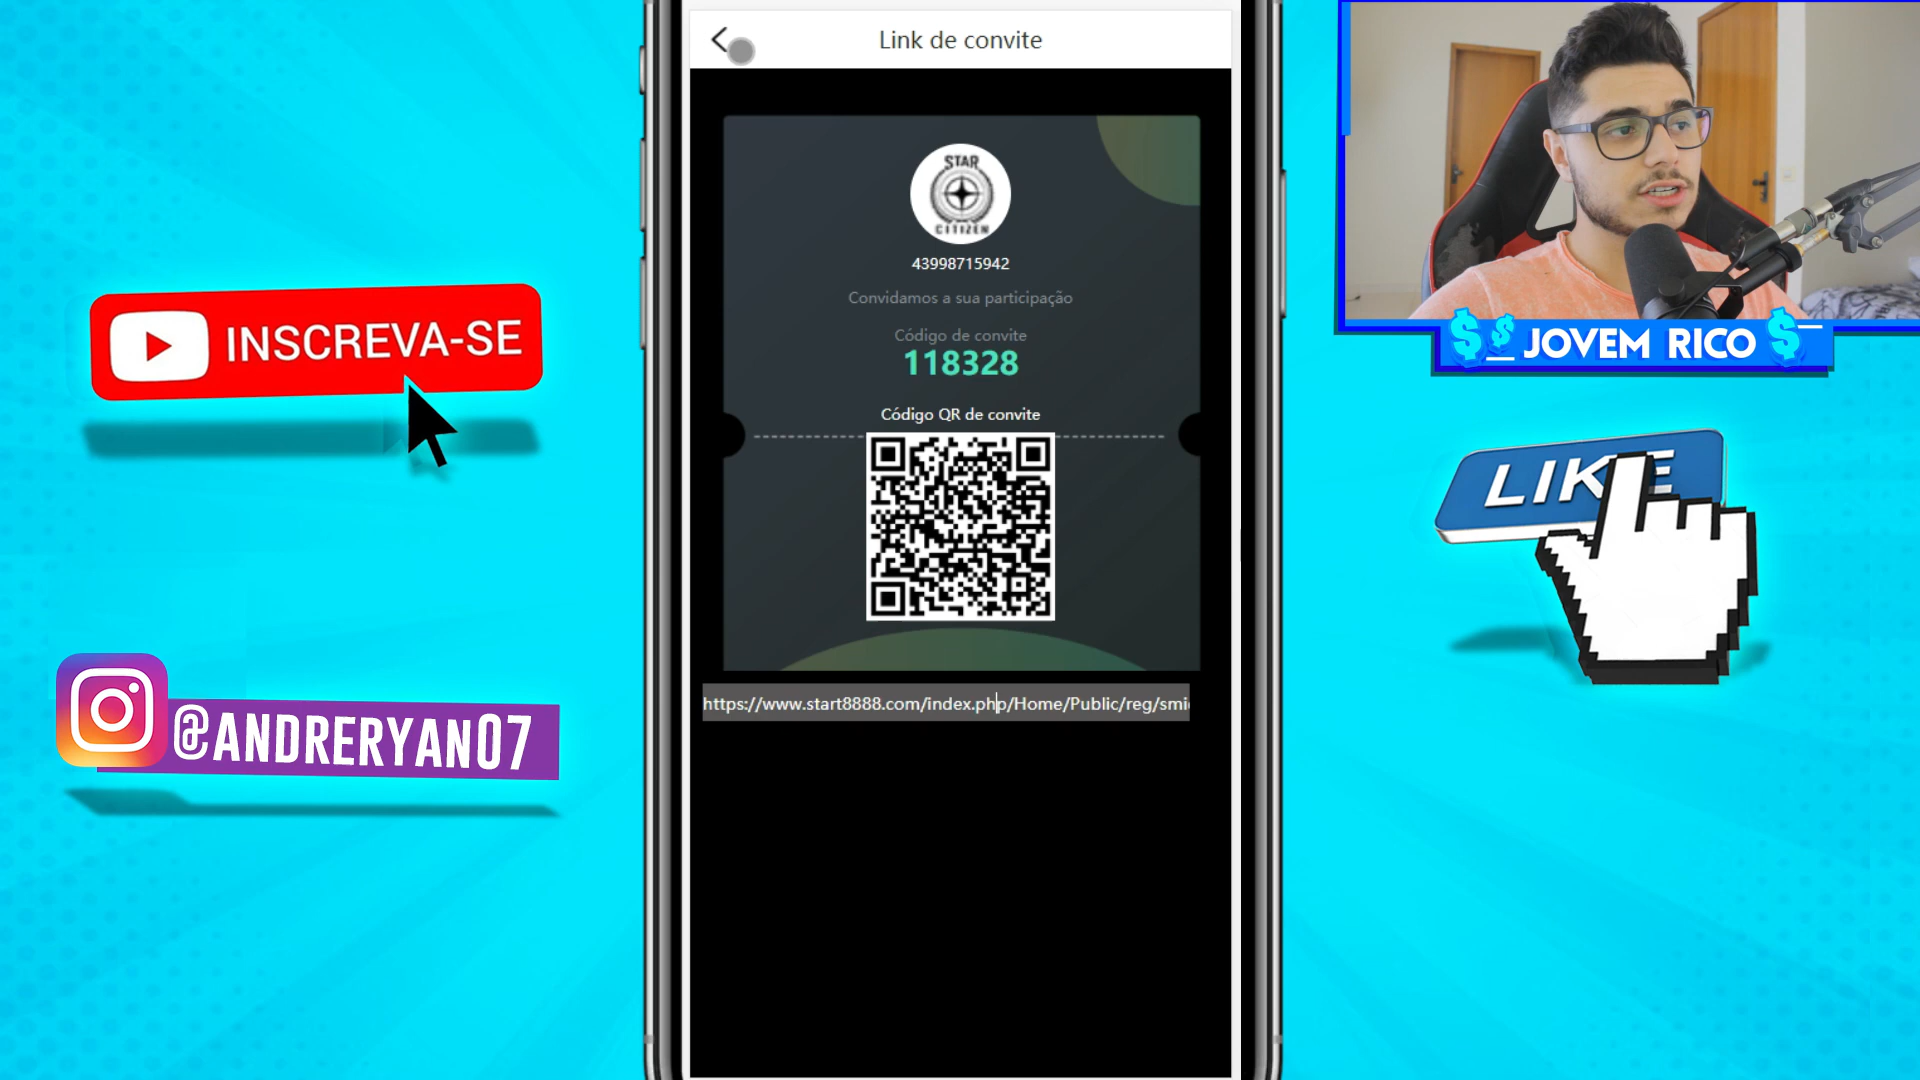 Link de convite
STAR
CITIZEN
43998715942
Convidamos a sua participação
Código de convite
118328
Código QR de convite
https://www.start8888.com/index.php/Home/Public/reg/smi
INSCREVA-SE
@ANDRERYAN07
$ JOVEM RICO $
LIKE